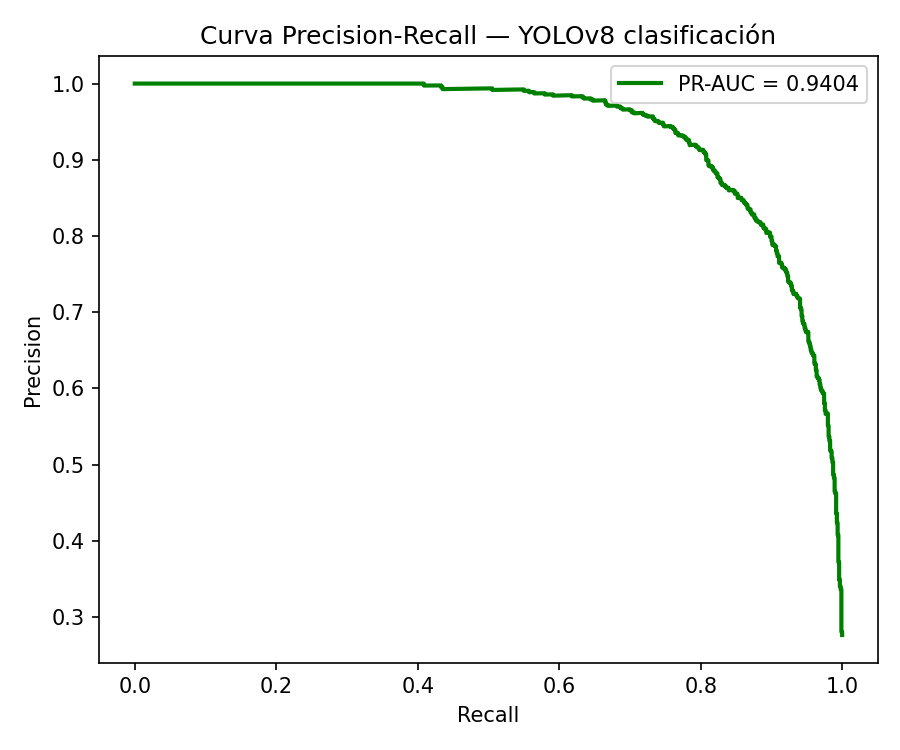 Curva Precision-Recall — YOLOv8 clasificación
PR-AUC = 0.9404
Precision
1.0
0.9
0.8
0.7
0.6
0.5
0.4
0.3
0.0 0.2 0.4 0.6 0.8 1.0
Recall